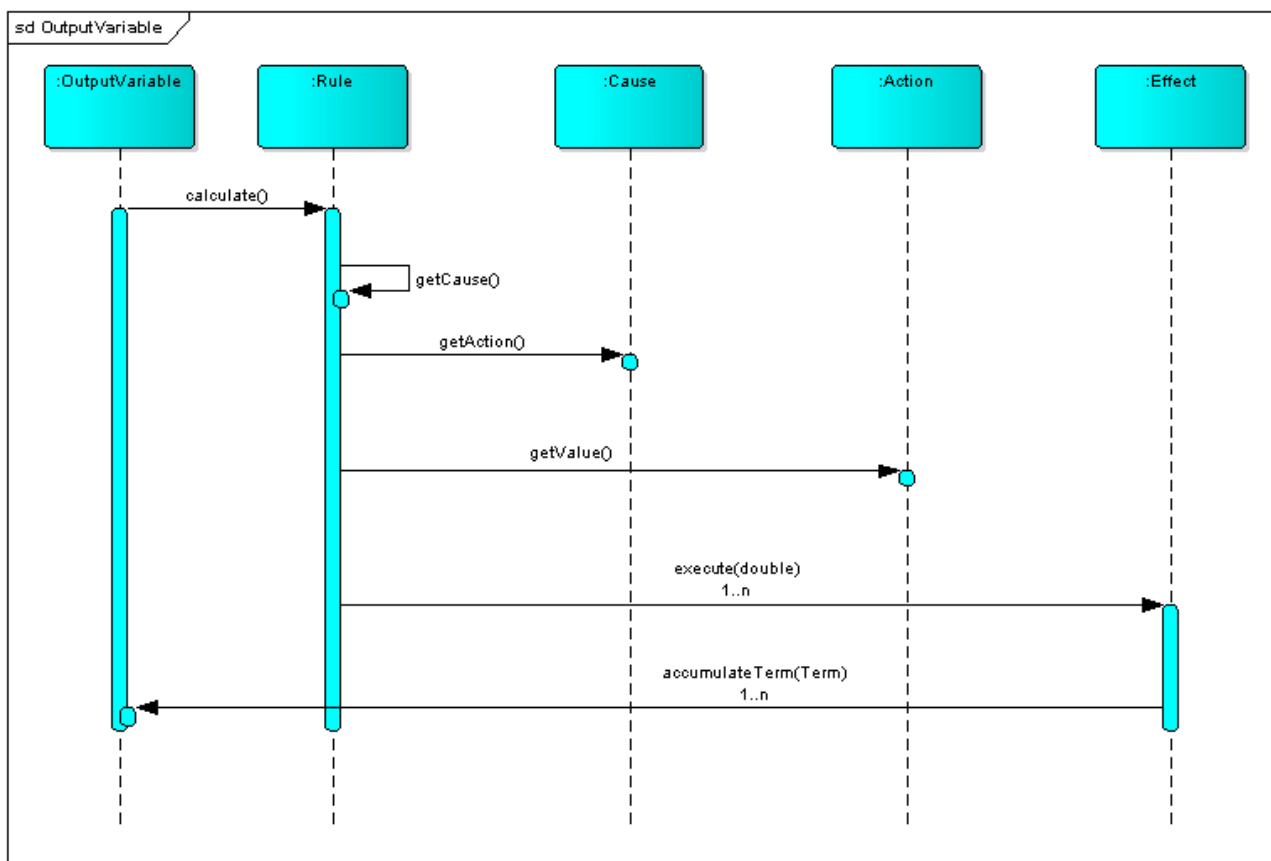 sd OutputVariable
:OutputVariable
:Rule
:Cause
:Action
:Effect
calculate()
getCause()
getAction()
getValue()
execute(double)
1..n
accumulateTerm(Term)
1..n